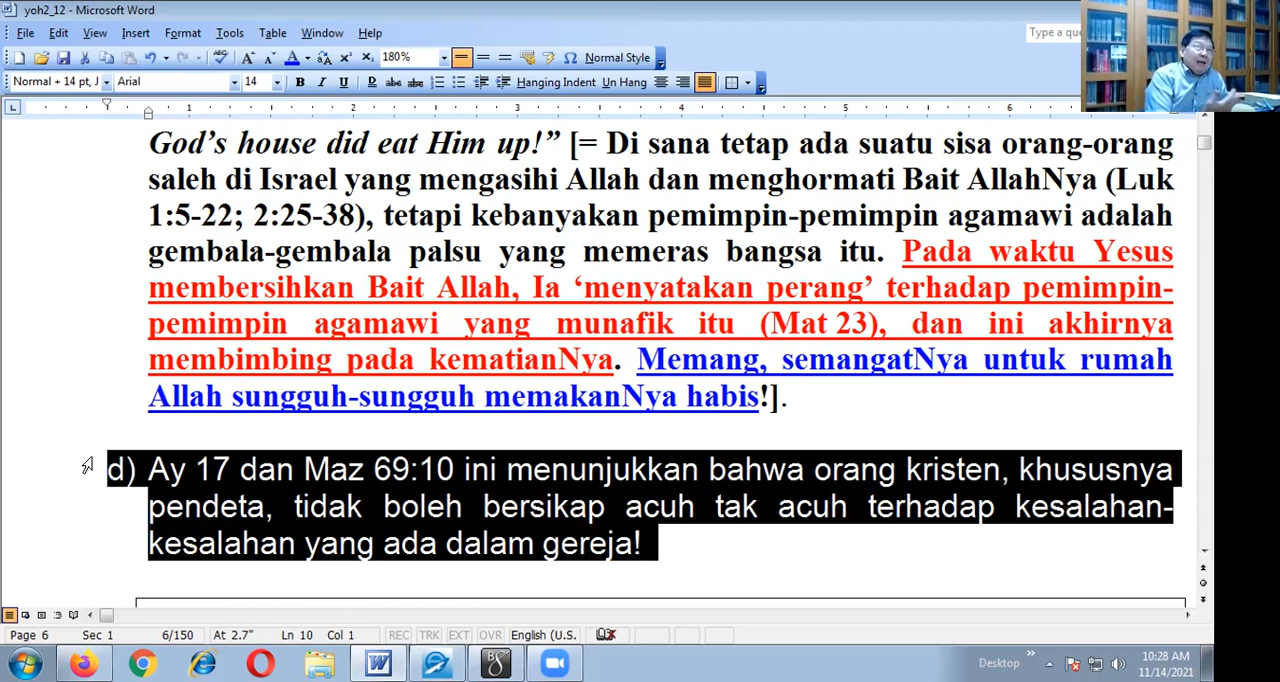 yoh2_12 - Microsoft Word
File Edit View Insert Format Tools Table Window Help
Type a que
180% Normal Style
Normal + 14 pt, J Arial 14 Hanging Indent Un Hang
1 2 3 4 5 6
God's house did eat Him up!” [= Di sana tetap ada suatu sisa orang-orang
saleh di Israel yang mengasihi Allah dan menghormati Bait AllahNya (Luk
1:5-22; 2:25-38), tetapi kebanyakan pemimpin-pemimpin agamawi adalah
gembala-gembala palsu yang memeras bangsa itu. Pada waktu Yesus
membersihkan Bait Allah, Ia ‘menyatakan perang’ terhadap pemimpin-
pemimpin agamawi yang munafik itu (Mat 23), dan ini akhirnya
membimbing pada kematianNya. Memang, semangatNya untuk rumah
Allah sungguh-sungguh memakanNya habis!].
d) Ay 17 dan Maz 69:10 ini menunjukkan bahwa orang kristen, khususnya
pendeta, tidak boleh bersikap acuh tak acuh terhadap kesalahan-
kesalahan yang ada dalam gereja!
Page 6 Sec 1 6/150 At 2.7" Ln 10 Col 1 REC TRK EXT OVR English (U.S.
Desktop
10:28 AM
11/14/2021